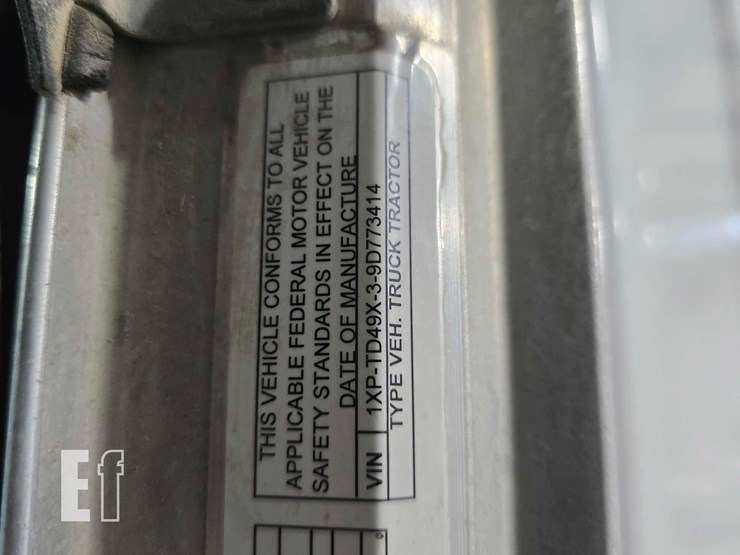 THIS VEHICLE CONFORMS TO ALL
APPLICABLE FEDERAL MOTOR VEHICLE
SAFETY STANDARDS IN EFFECT ON THE
DATE OF MANUFACTURE
VIN 1XP-TD49X-3-9D773414
TYPE VEH. TRUCK TRACTOR
Ef